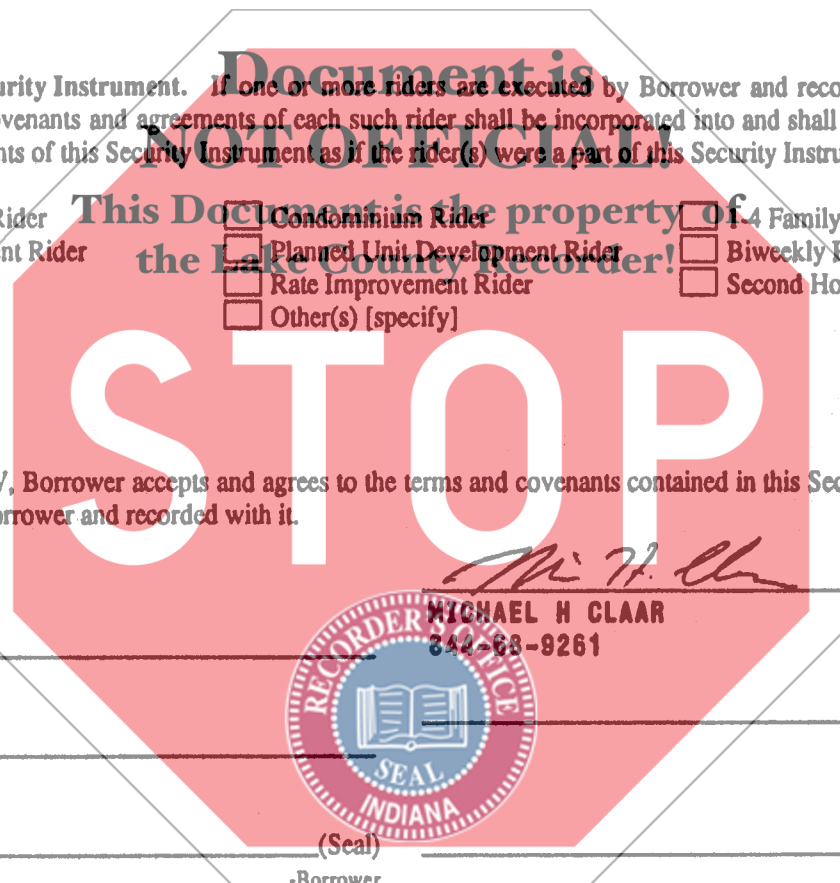 Document is
NOT OFFICIAL!
This Document is the property of
the Lake County Recorder!
urity Instrument. If one or more riders are executed by Borrower and reco
venants and agreements of each such rider shall be incorporated into and shall
nts of this Security Instrument as if the rider(s) were a part of this Security Instru
Rider Condominium Rider 1-4 Family
nt Rider Planned Unit Development Rider Biweekly
Rate Improvement Rider Second Ho
Other(s) [specify]
STOP
, Borrower accepts and agrees to the terms and covenants contained in this Sec
orrower and recorded with it.
MICHAEL H CLAAR
RECORDER'S OFFICE
SEAL
INDIANA
(Seal)
-Borrower